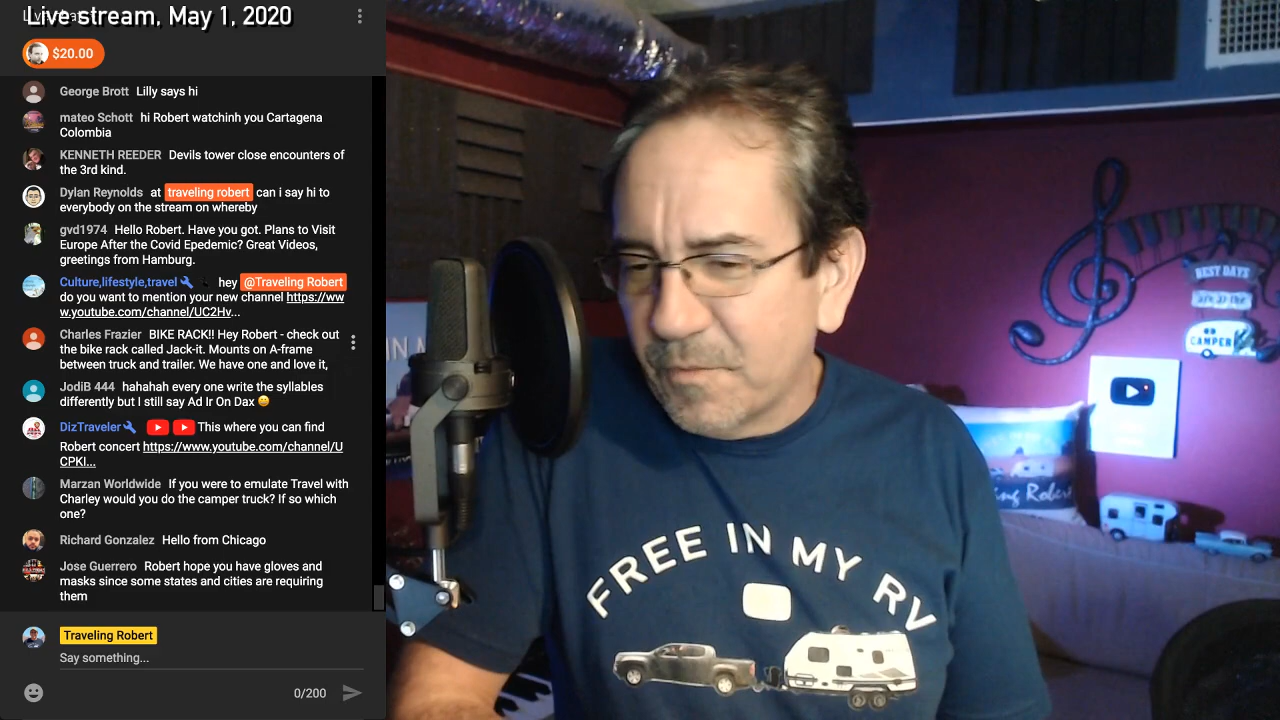 Live stream, May 1, 2020
$20.00
George Brott Lilly says hi
mateo Schott hi Robert watchinh you Cartagena
Colombia
KENNETH REEDER Devils tower close encounters of
the 3rd kind.
Dylan Reynolds at traveling robert can i say hi to
everybody on the stream on whereby
gvd1974 Hello Robert. Have you got. Plans to Visit
Europe After the Covid Epedemic? Great Videos,
greetings from Hamburg.
Culture,lifestyle,travel hey @Traveling Robert
do you want to mention your new channel https://ww
w.youtube.com/channel/UC2Hv...
Charles Frazier BIKE RACK!! Hey Robert - check out
the bike rack called Jack-it. Mounts on A-frame
between truck and trailer. We have one and love it,
JodiB 444 hahahah every one write the syllables
differently but I still say Ad Ir On Dax 😄
DizTraveler This where you can find
Robert concert https://www.youtube.com/channel/U
CPKI...
Marzan Worldwide If you were to emulate Travel with
Charley would you do the camper truck? If so which
one?
Richard Gonzalez Hello from Chicago
Jose Guerrero Robert hope you have gloves and
masks since some states and cities are requiring
them
Traveling Robert
Say something...
0/200
FREE IN MY RV
BEST DAYS
are at the
CAMPER